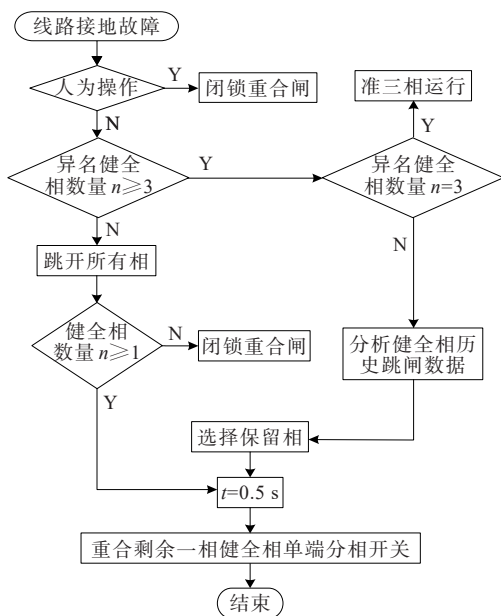 线路接地故障
人为操作
Y
闭锁重合闸
N
异名健全
相数量 n≥3
Y
异名健全
相数量 n=3
Y
准三相运行
N
跳开所有相
N
分析健全相历
史跳闸数据
健全相
数量 n≥1
N
闭锁重合闸
Y
选择保留相
t=0.5 s
重合剩余一相健全相单端分相开关
结束